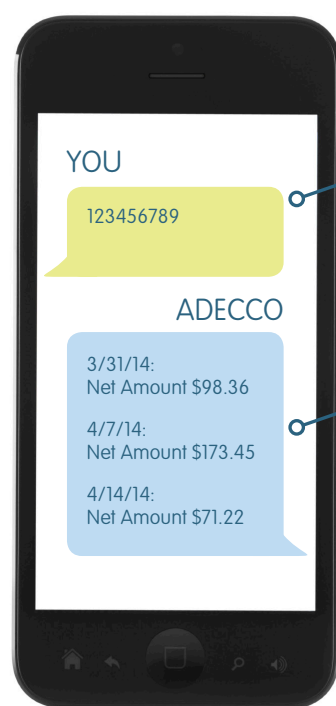 YOU
123456789
ADECCO
3/31/14:
Net Amount $98.36
4/7/14:
Net Amount $173.45
4/14/14:
Net Amount $71.22